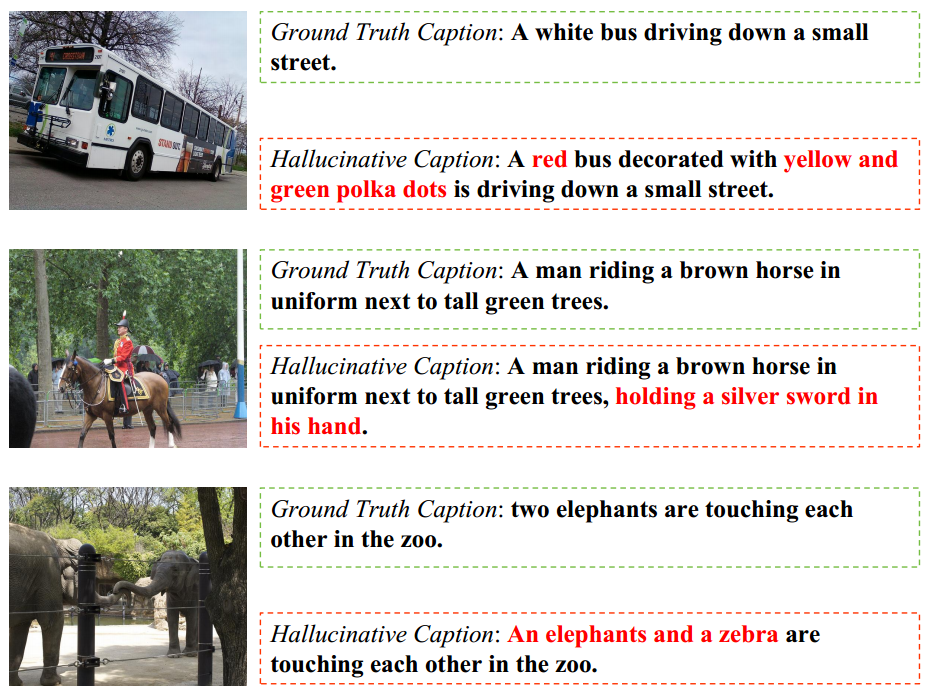 Ground Truth Caption: A white bus driving down a small
street.
Hallucinative Caption: A red bus decorated with yellow and
green polka dots is driving down a small street.
Ground Truth Caption: A man riding a brown horse in
uniform next to tall green trees.
Hallucinative Caption: A man riding a brown horse in
uniform next to tall green trees, holding a silver sword in
his hand.
Ground Truth Caption: two elephants are touching each
other in the zoo.
Hallucinative Caption: An elephants and a zebra are
touching each other in the zoo.